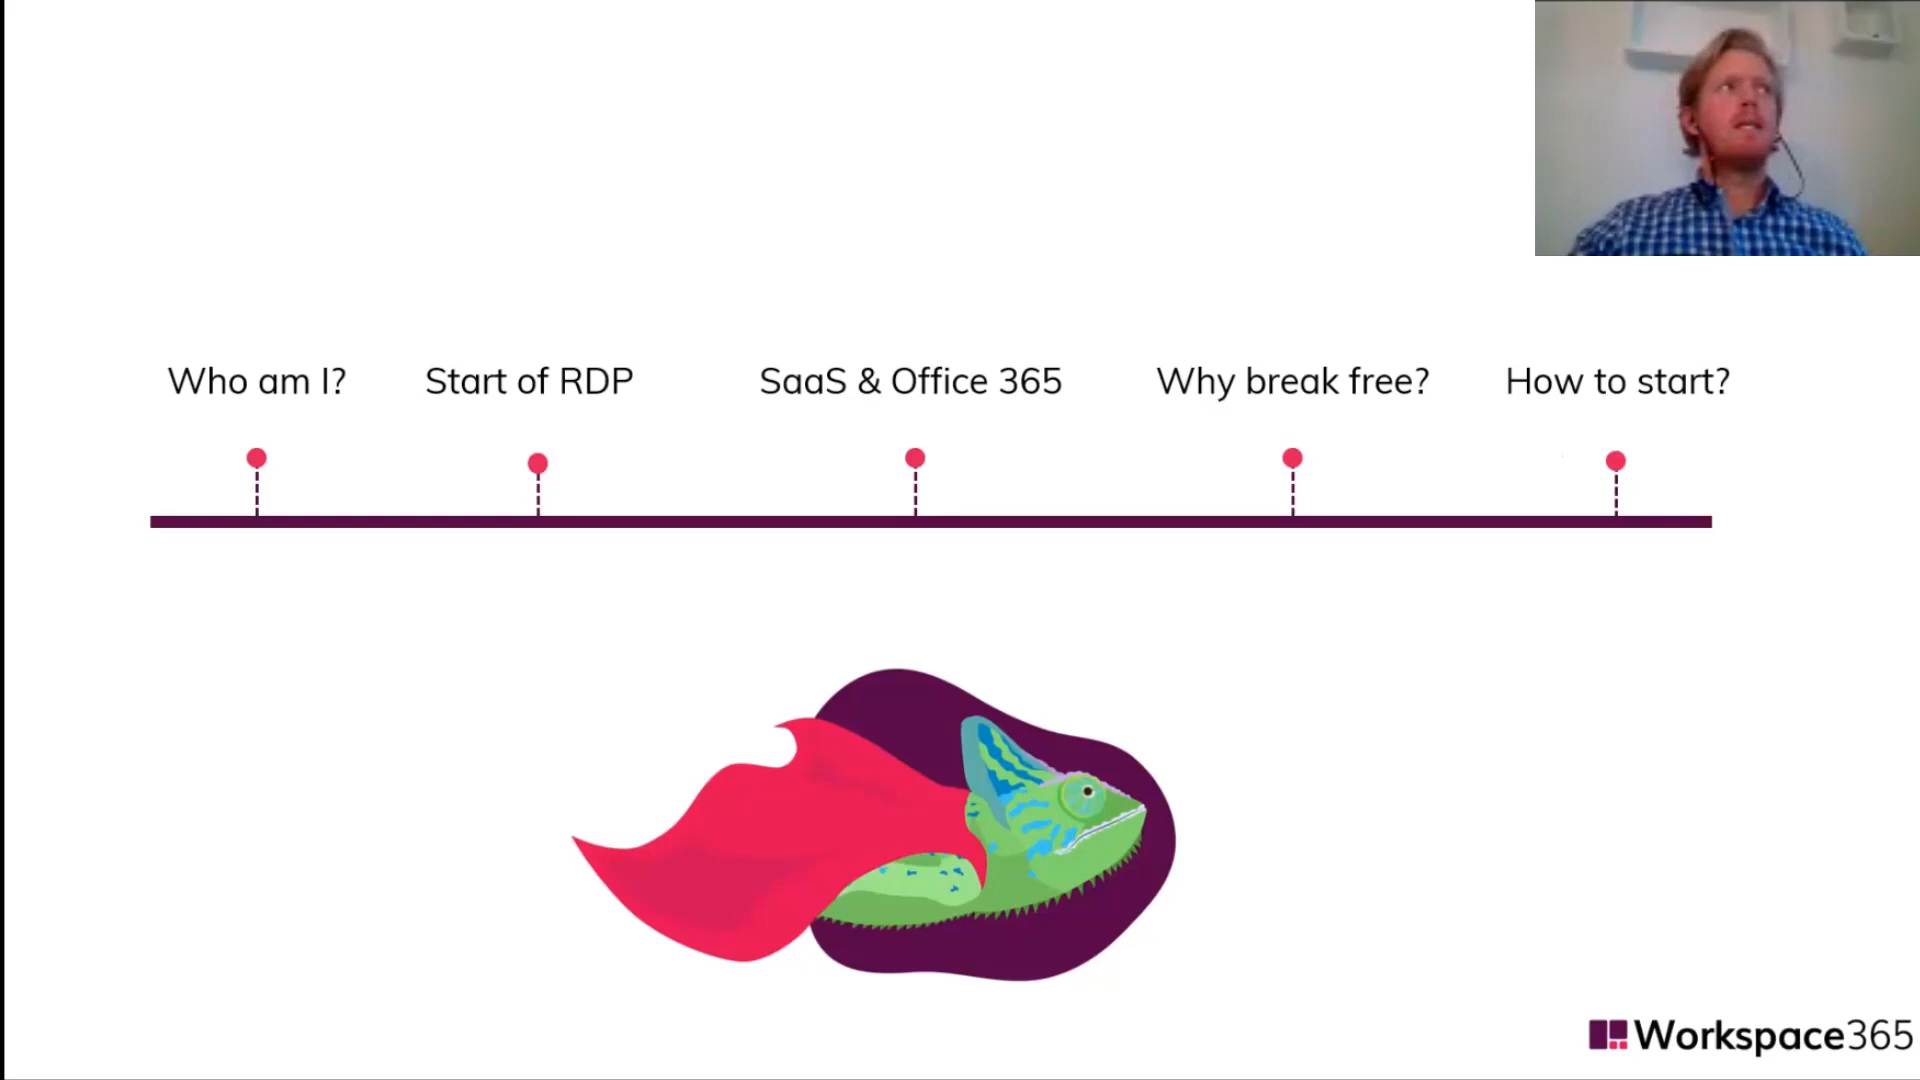 Who am I?
Start of RDP
SaaS & Office 365
Why break free?
How to start?
Workspace365